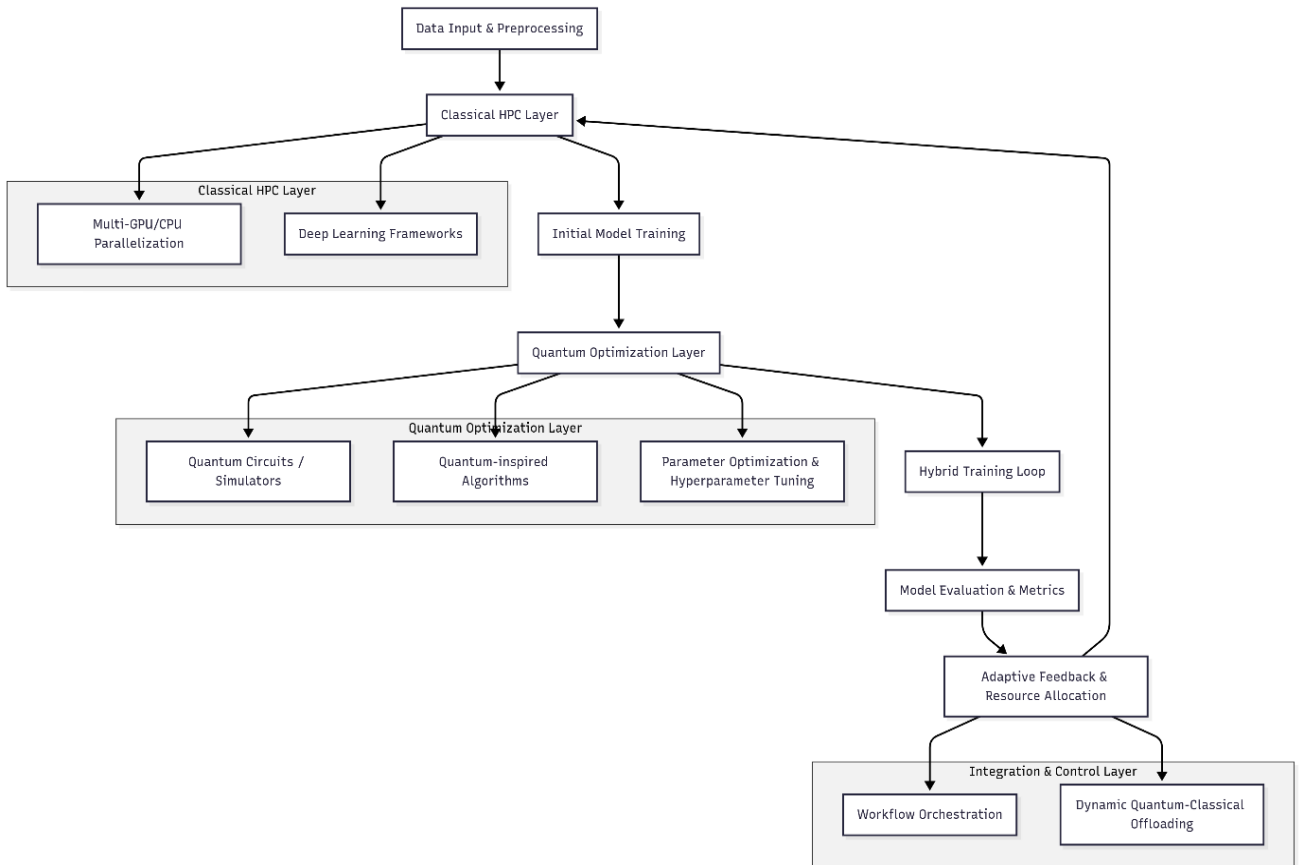 Data Input & Preprocessing
Classical HPC Layer
Classical HPC Layer
Multi-GPU/CPU
Parallelization
Deep Learning Frameworks
Initial Model Training
Quantum Optimization Layer
Quantum Optimization Layer
Quantum Circuits /
Simulators
Quantum-inspired
Algorithms
Parameter Optimization &
Hyperparameter Tuning
Hybrid Training Loop
Model Evaluation & Metrics
Adaptive Feedback &
Resource Allocation
Integration & Control Layer
Workflow Orchestration
Dynamic Quantum-Classical
Offloading